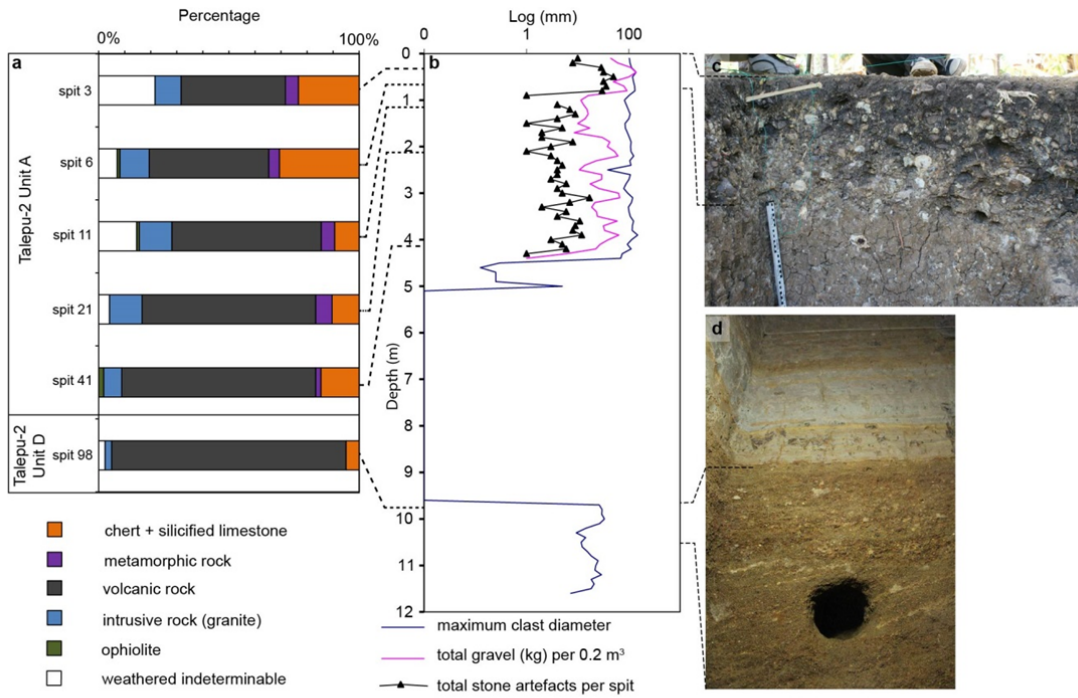 Percentage
0%
100%
a
Talepu-2 Unit A
spit 3
spit 6
spit 11
spit 21
spit 41
Talepu-2
Unit D
spit 98
chert + silicified limestone
metamorphic rock
volcanic rock
intrusive rock (granite)
ophiolite
weathered indeterminable
Log (mm)
0 1 100
b
Depth (m)
0
1
2
3
4
5
6
7
8
9
10
11
12
maximum clast diameter
total gravel (kg) per 0.2 m³
total stone artefacts per spit
c
d